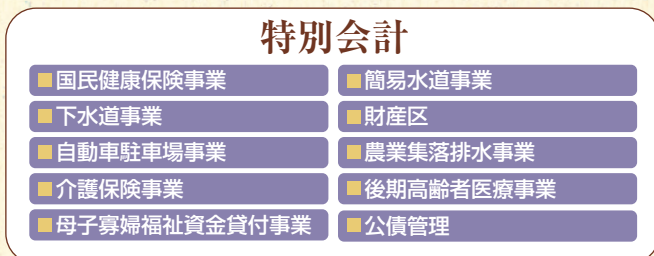 特別会計
国民健康保険事業
下水道事業
自動車駐車場事業
介護保険事業
母子寡婦福祉資金貸付事業
簡易水道事業
財産区
農業集落排水事業
後期高齢者医療事業
公債管理